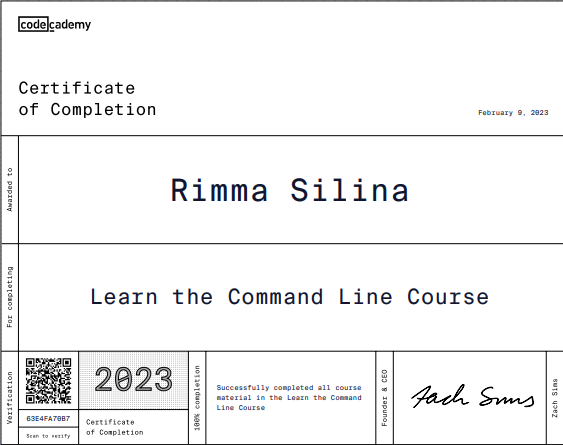 codecademy
Certificate
of Completion
February 9, 2023
Awarded to
Rimma Silina
For completing
Learn the Command Line Course
Verification
63E4FA70B7
Scan to verify
2023
Certificate
of Completion
100% completion
Successfully completed all course
material in the Learn the Command
Line Course
Founder & CEO
Zach Sims
Zach Sims